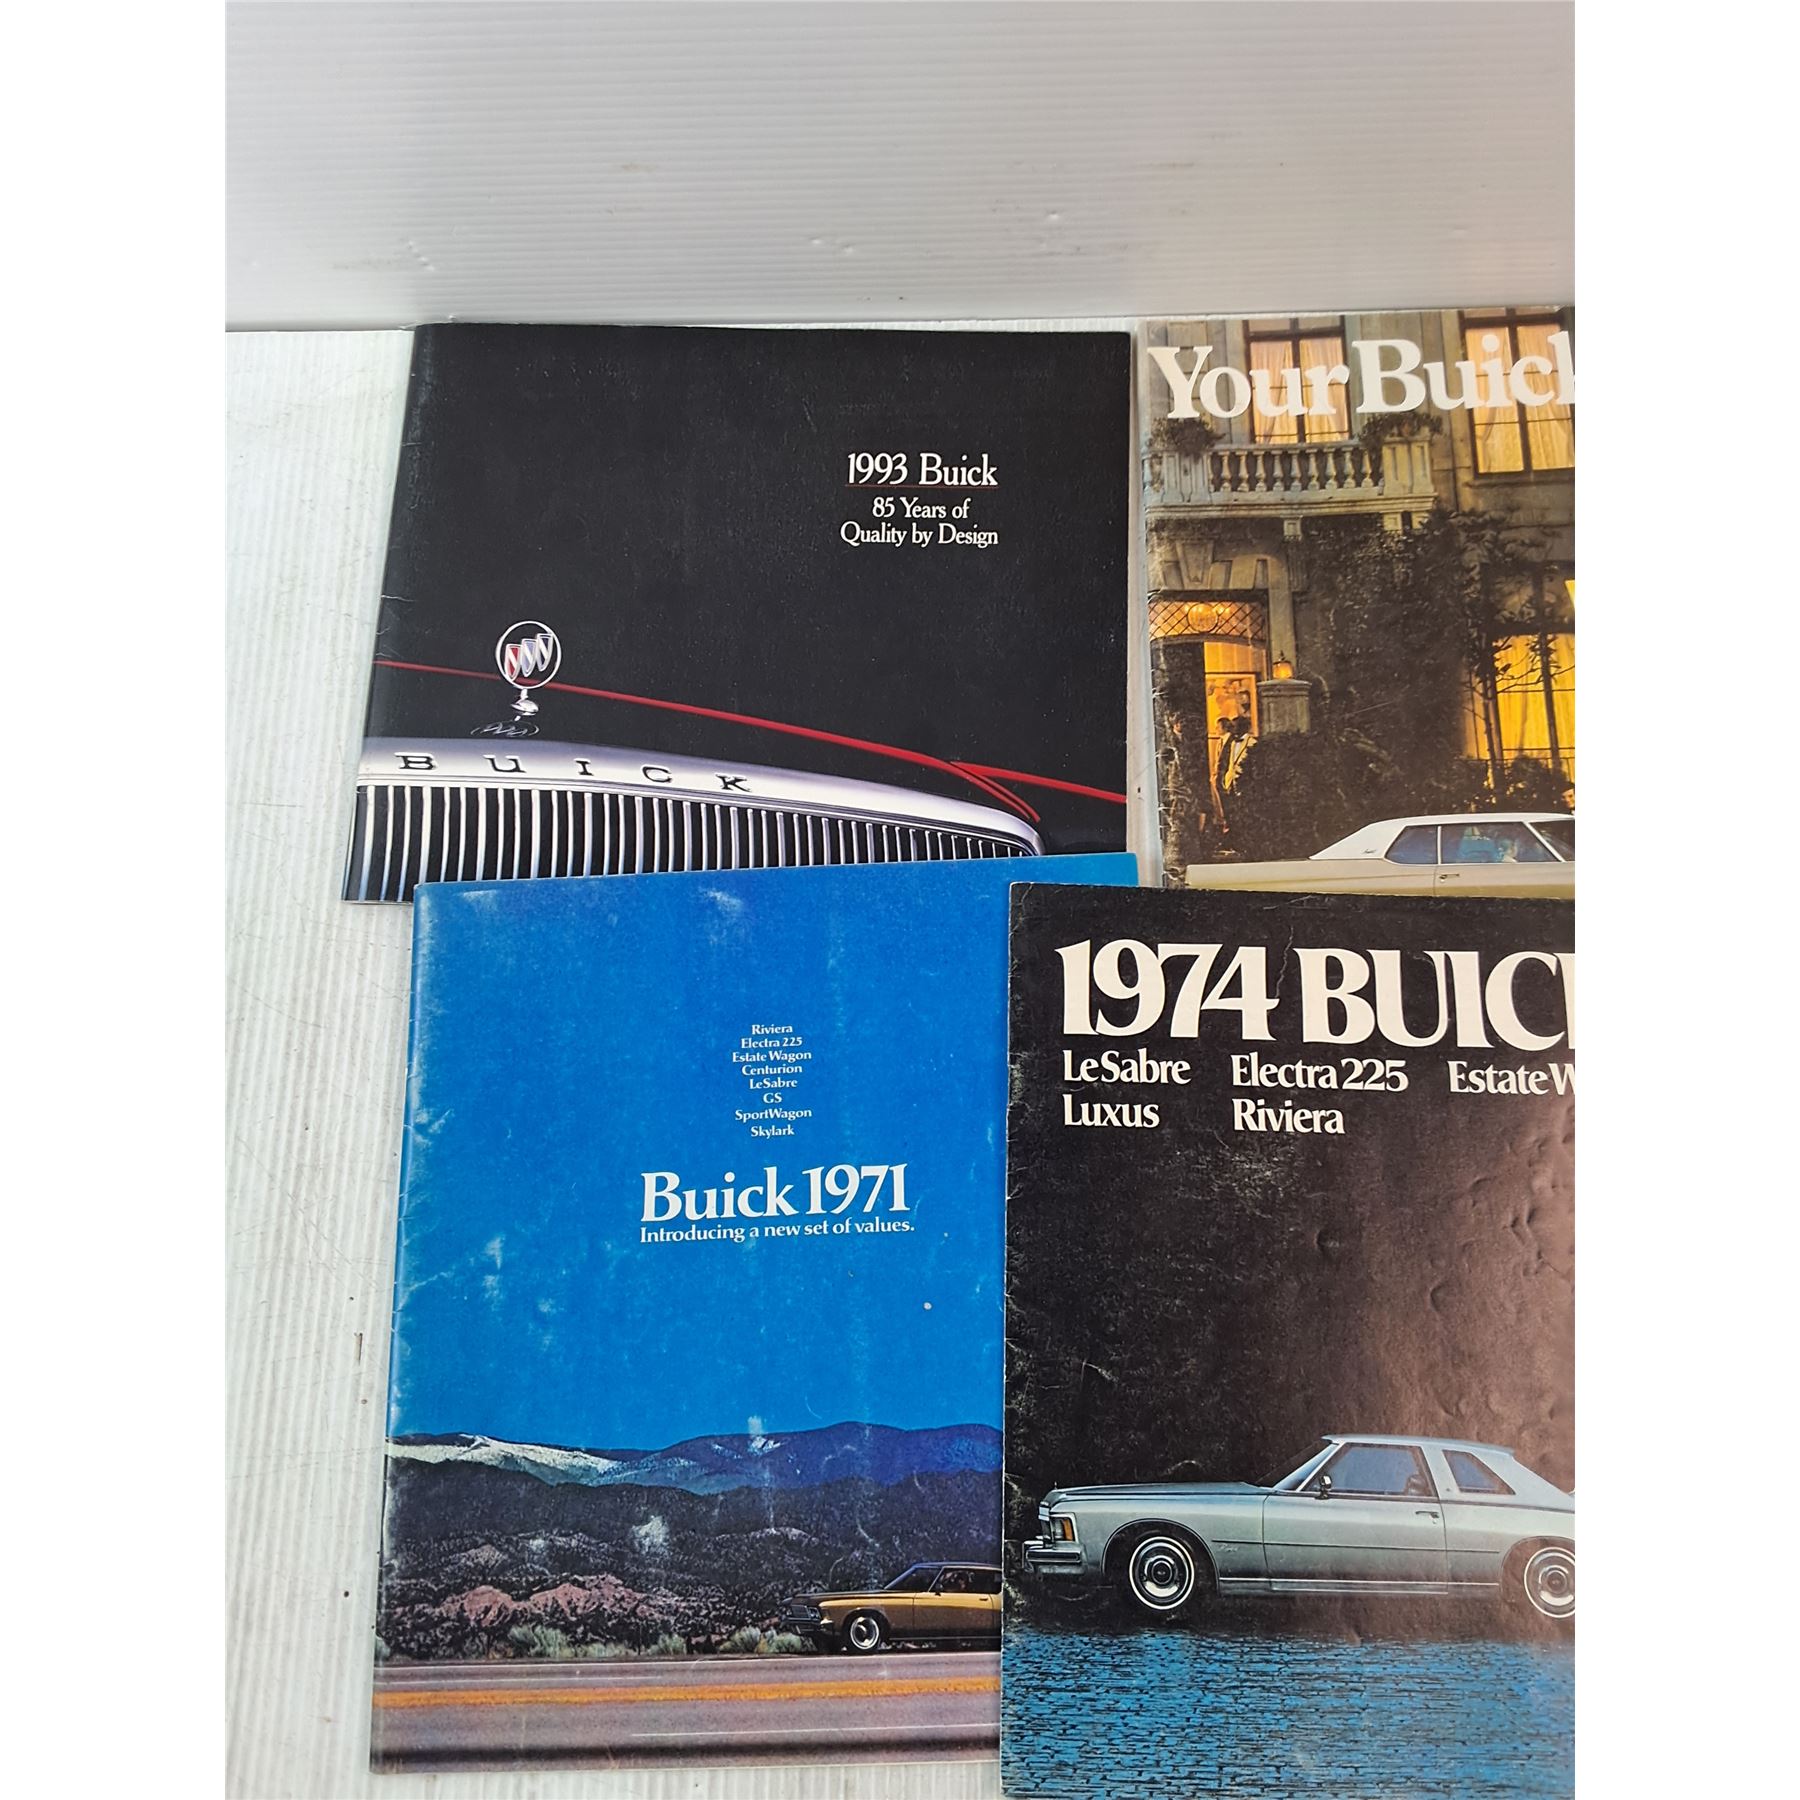 1993 Buick
85 Years of
Quality by Design
BUICK
Your Buick
Riviera
Electra 225
Estate Wagon
Centurion
LeSabre
GS
SportWagon
Skylark
Buick 1971
Introducing a new set of values.
1974 BUICK
LeSabre Electra 225 Estate W
Luxus Riviera